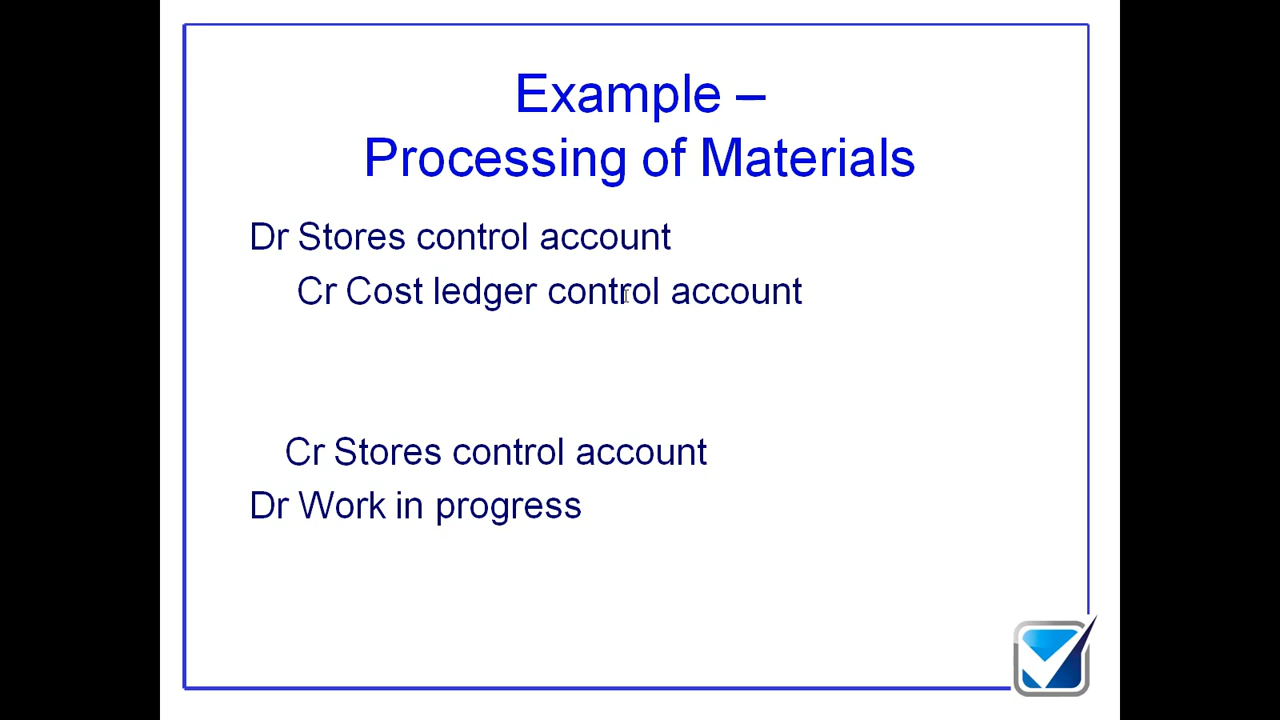 Example –
Processing of Materials
Dr Stores control account
Cr Cost ledger control account
Cr Stores control account
Dr Work in progress